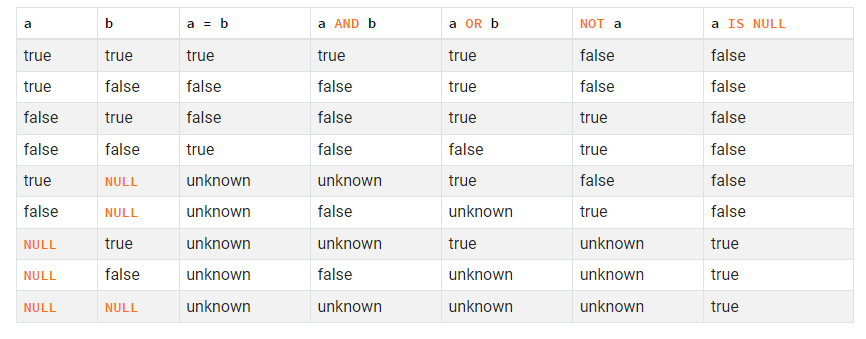 a b a = b a AND b a OR b NOT a a IS NULL
true true true true true false false
true false false false true false false
false true false false true true false
false false true false false true false
true NULL unknown unknown true false false
false NULL unknown false unknown true false
NULL true unknown unknown true unknown true
NULL false unknown false unknown unknown true
NULL NULL unknown unknown unknown unknown true